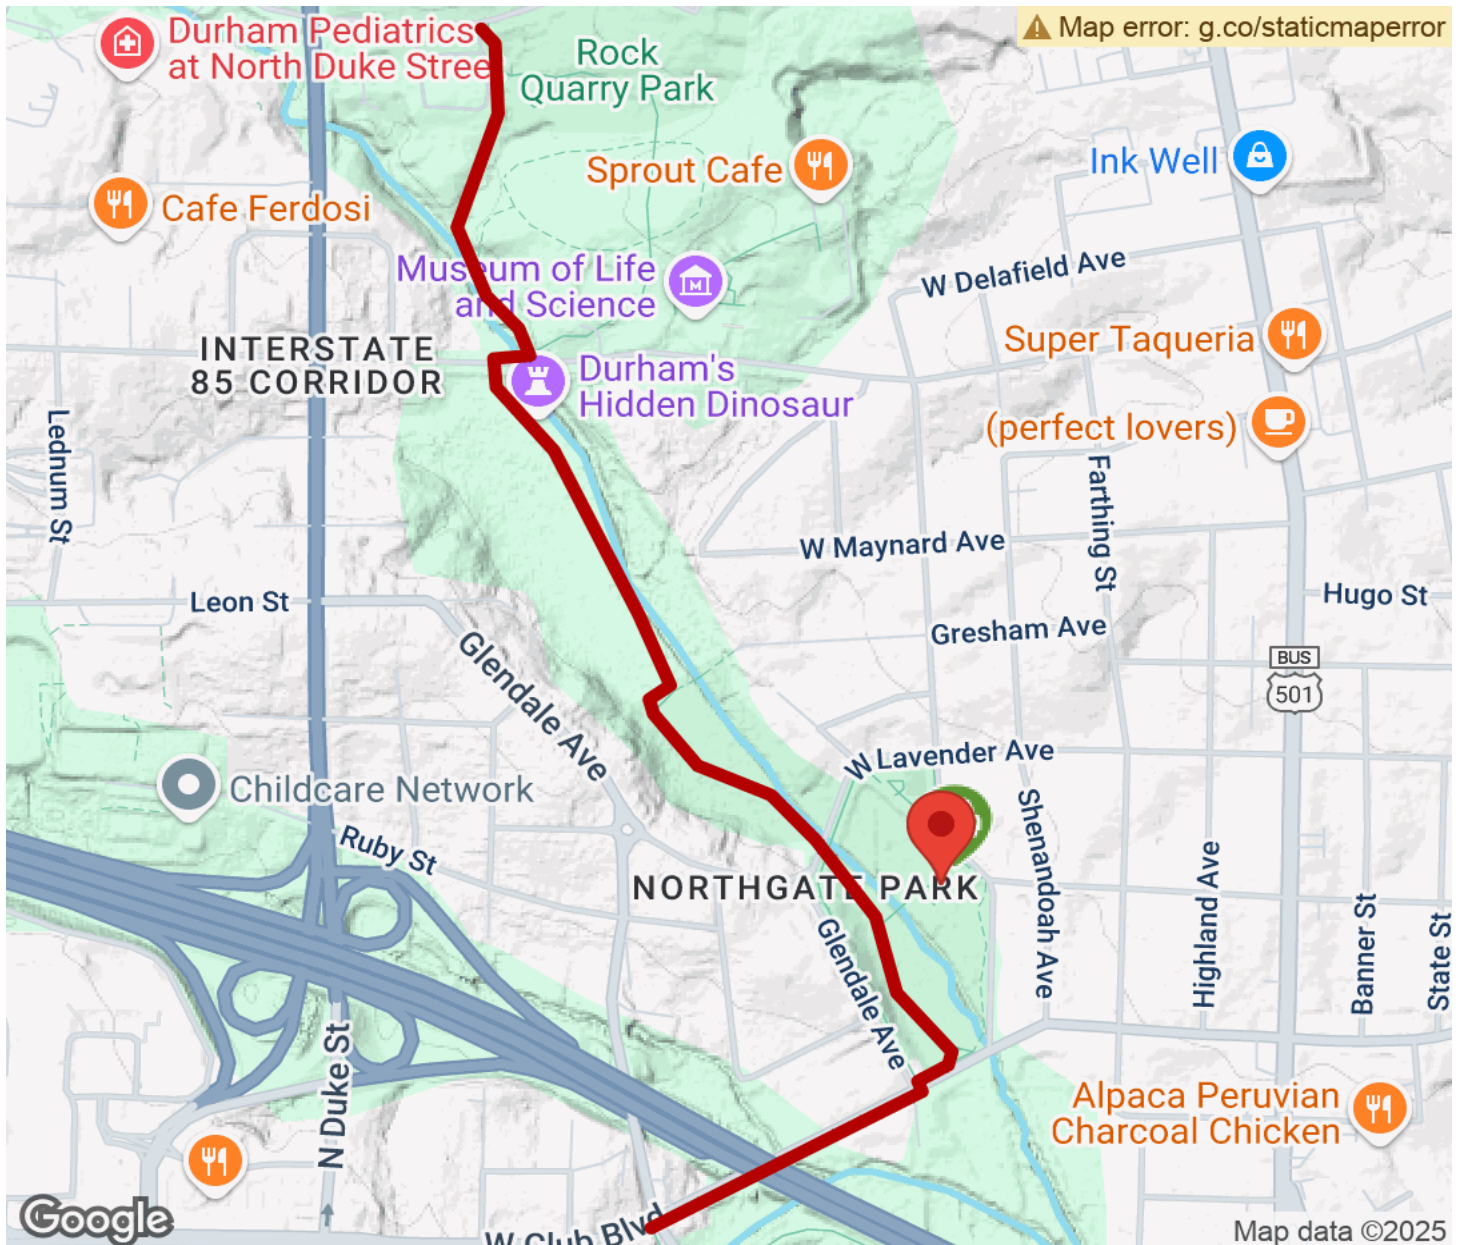 Durham Pediatrics
at North Duke Stree
Rock
Quarry Park
Map error: g.co/staticmaperror
Sprout Cafe
Ink Well
Cafe Ferdosi
Museum of Life
and Science
W Delafield Ave
INTERSTATE
85 CORRIDOR
Super Taqueria
Durham's
Hidden Dinosaur
(perfect lovers)
Lednum St
Farthing St
W Maynard Ave
Leon St
Hugo St
Gresham Ave
Glendale Ave
BUS
501
W Lavender Ave
Childcare Network
Shenandoah Ave
Ruby St
NORTHGATE PARK
Highland Ave
Banner St
State St
Glendale Ave
N Duke St
Alpaca Peruvian
Charcoal Chicken
W Club Blvd
Google
Map data ©2025